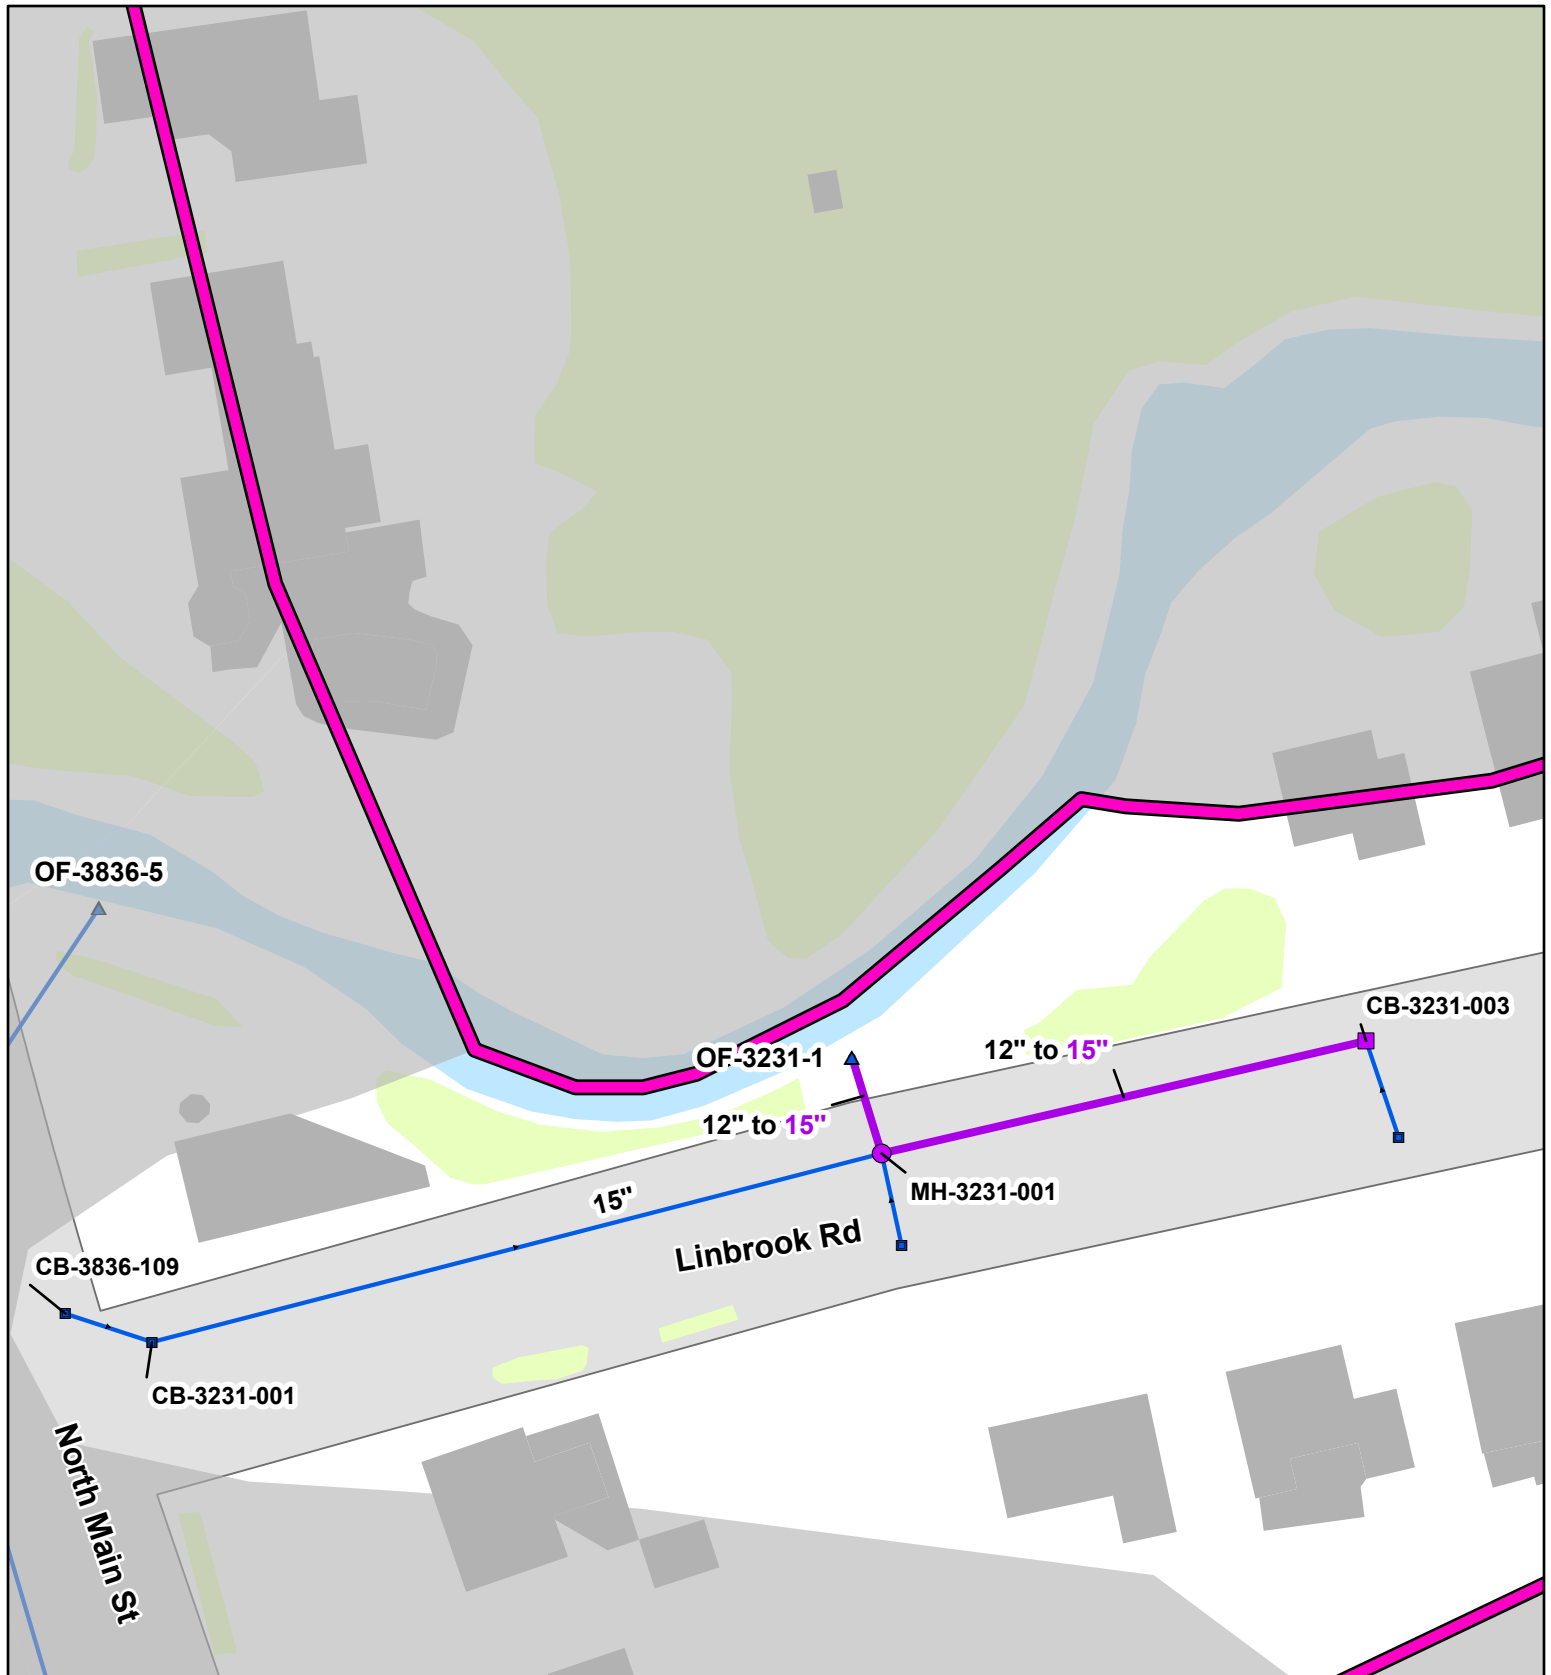 OF-3836-5
CB-3231-003
12" to 15"
OF-3231-1
12" to 15"
MH-3231-001
15"
Linbrook Rd
CB-3836-109
CB-3231-001
North Main St